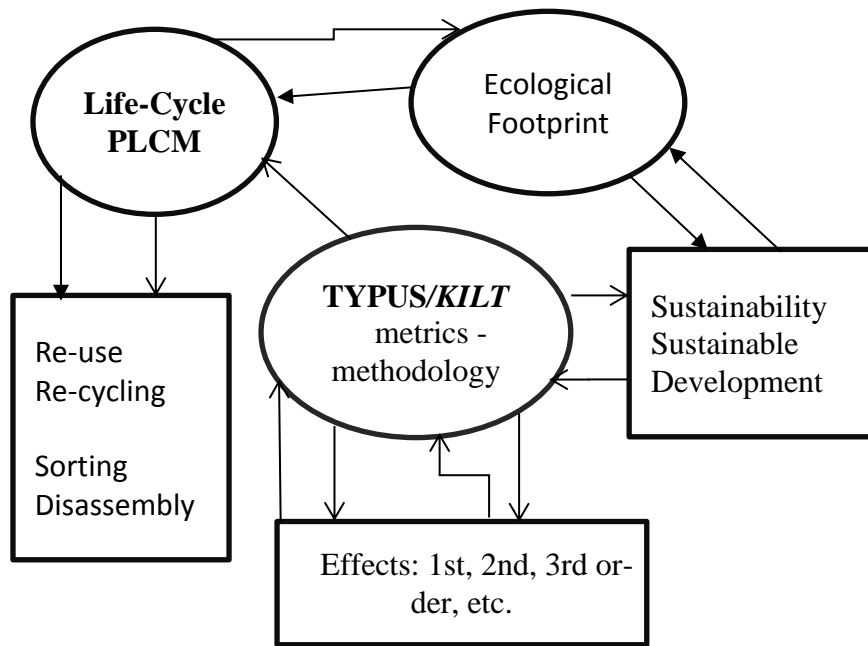 Life-Cycle
PLCM
Ecological
Footprint
TYPUS/KILT
metrics -
methodology
Sustainability
Sustainable
Development
Re-use
Re-cycling
Sorting
Disassembly
Effects: 1st, 2nd, 3rd or-
der, etc.